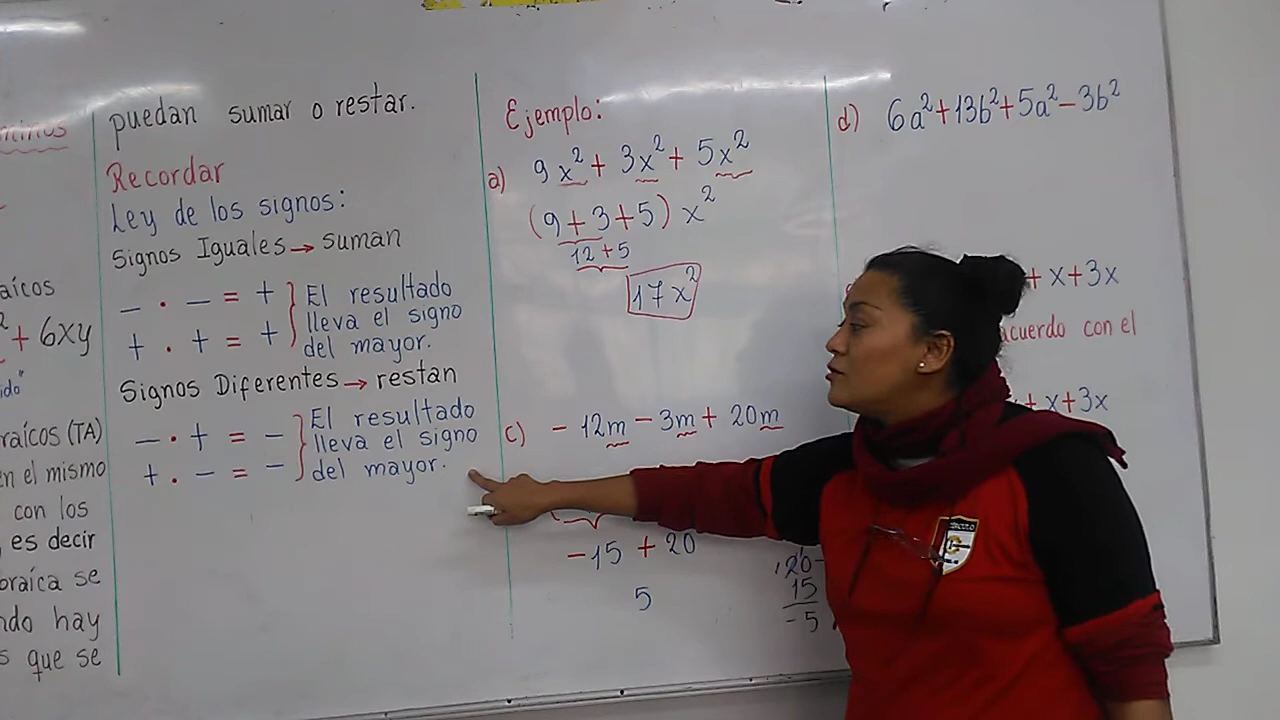 aícos
+ 6xy
raícos (TA)
en el mismo
con los
es decir
braíca se
ndo hay
s que se
puedan sumar o restar.
Recordar
Ley de los signos:
Signos Iguales → suman
- . - = + } El resultado
+ . + = + lleva el signo
del mayor.
Signos Diferentes → restan
- . + = - } El resultado
+ . - = - lleva el signo
del mayor.
Ejemplo:
a) 9x² + 3x² + 5x²
(9+3+5) x²
12 + 5
17x²
c) - 12m - 3m + 20m
-15 + 20
5
20-
15
-5
d) 6a²+13b²+5a²-3b²
+ x+3x
acuerdo con el
+ x+3x